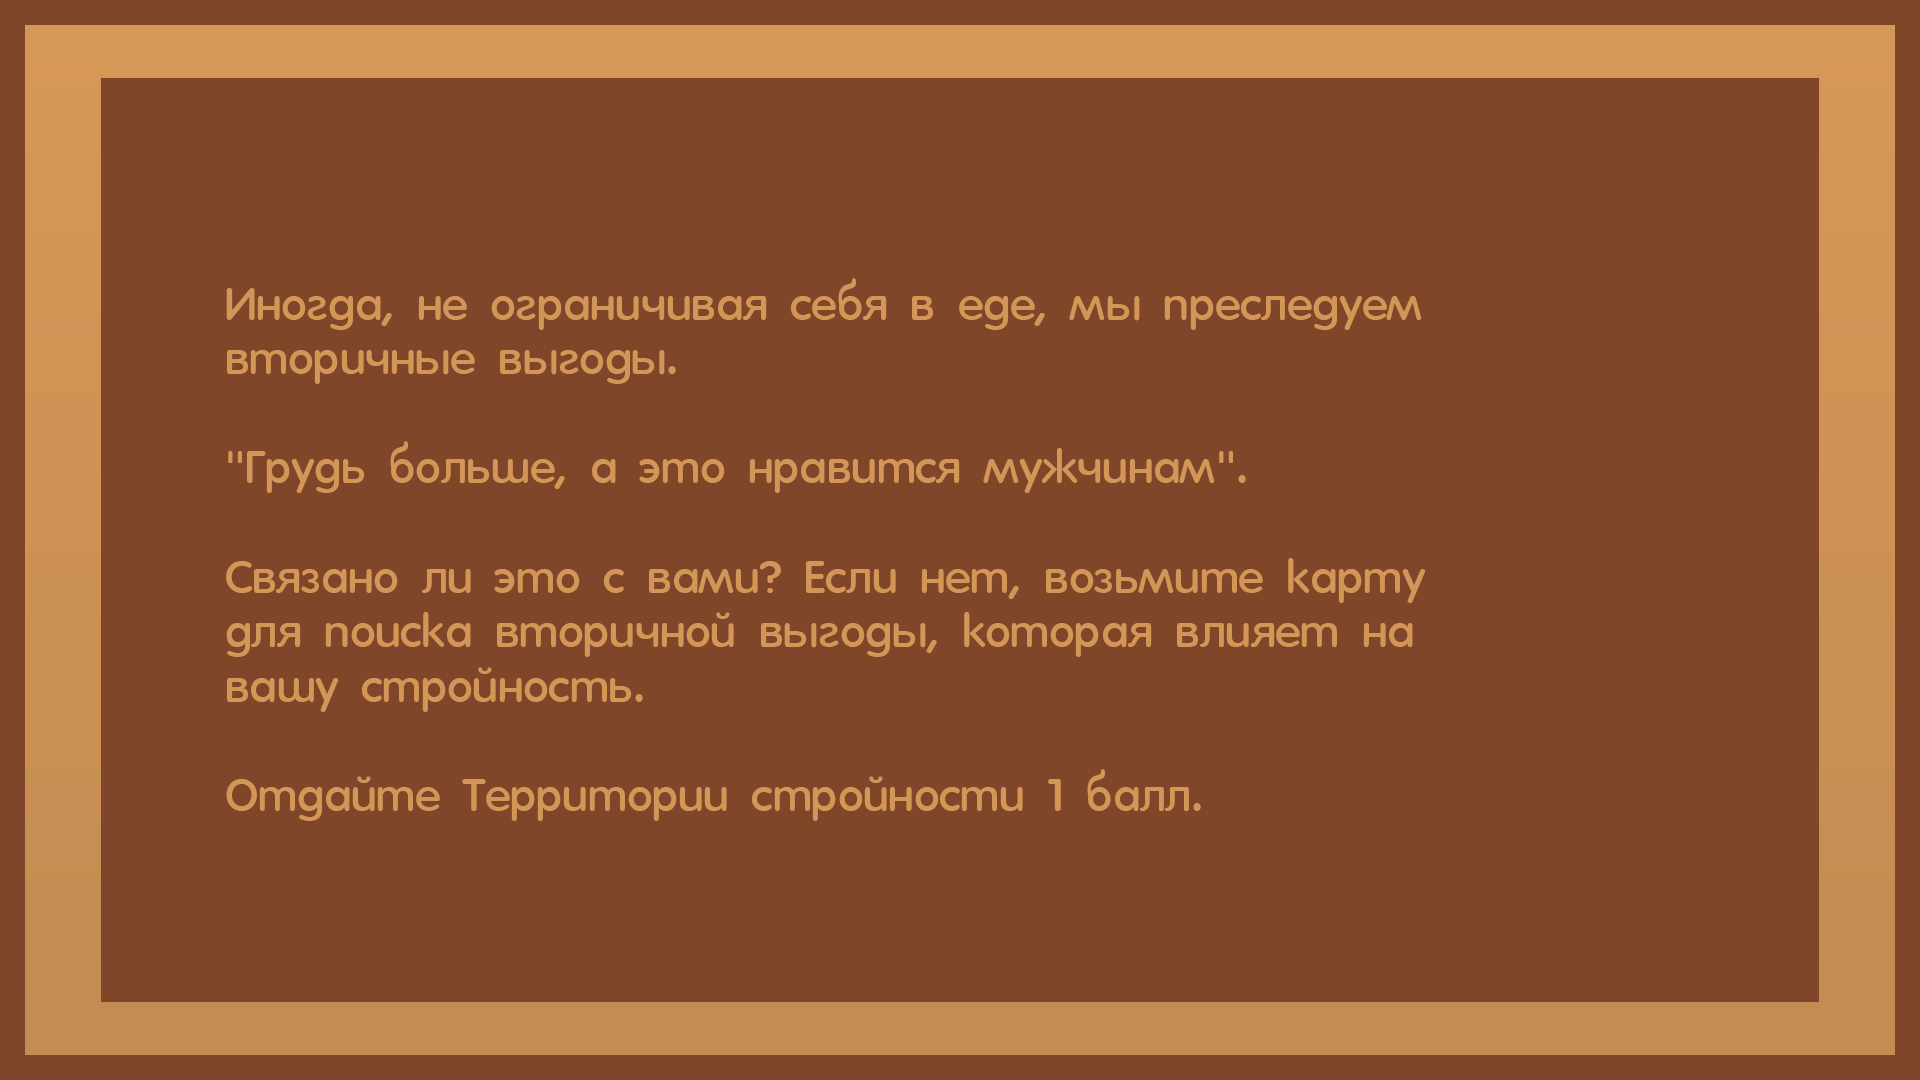 Иногда, не ограничивая себя в еде, мы преследуем
вторичные выгоды.
"Грудь больше, а это нравится мужчинам".
Связано ли это с вами? Если нет, возьмите карту
для поиска вторичной выгоды, которая влияет на
вашу стройность.
Отдайте Территории стройности 1 балл.